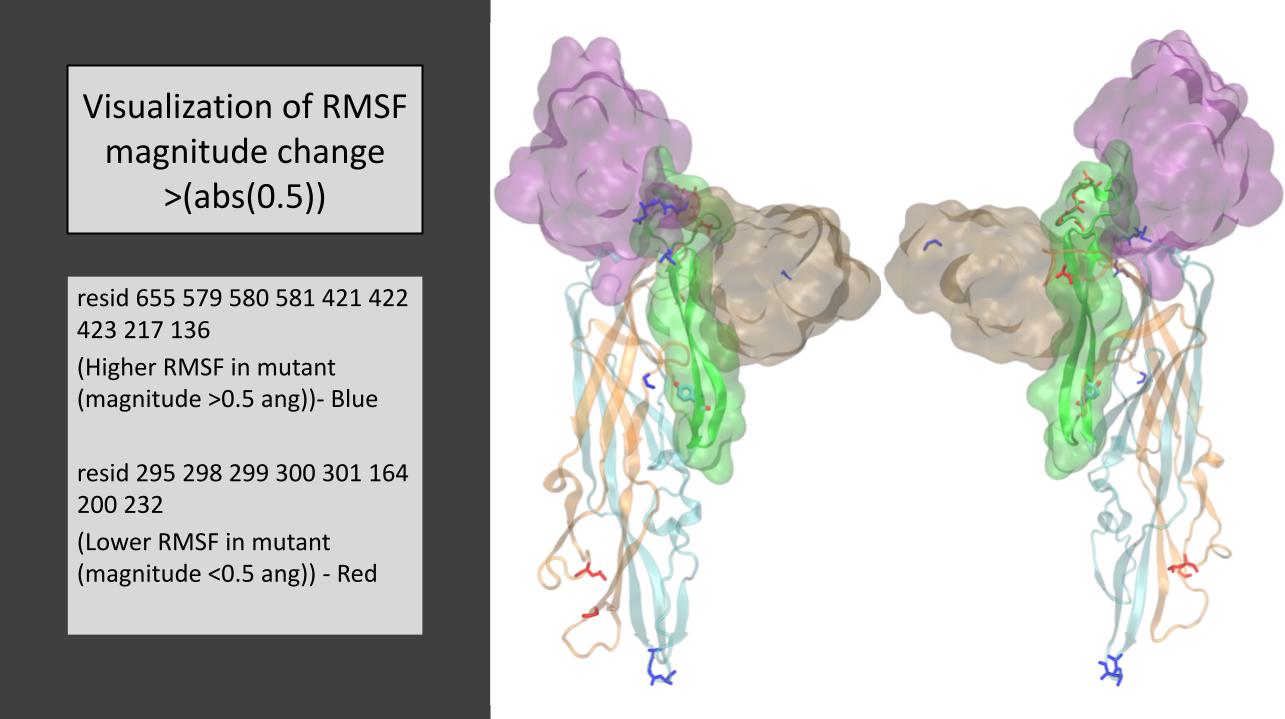 Visualization of RMSF
magnitude change
>(abs(0.5))
resid 655 579 580 581 421 422
423 217 136
(Higher RMSF in mutant
(magnitude >0.5 ang))- Blue
resid 295 298 299 300 301 164
200 232
(Lower RMSF in mutant
(magnitude <0.5 ang)) - Red